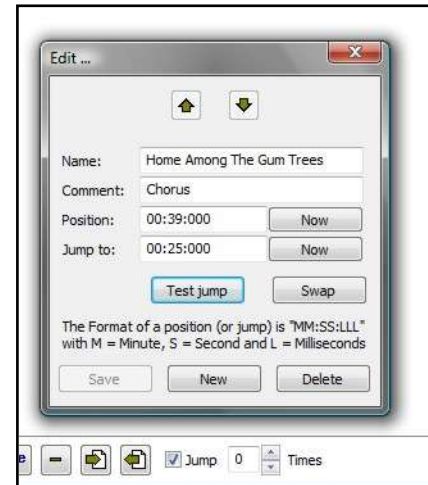 Edit ...
Name: Home Among The Gum Trees
Comment: Chorus
Position: 00:39:000 Now
Jump to: 00:25:000 Now
Test jump Swap
The Format of a position (or jump) is "MM:SS:LLL"
with M = Minute, S = Second and L = Milliseconds
Save New Delete
e Jump 0 Times